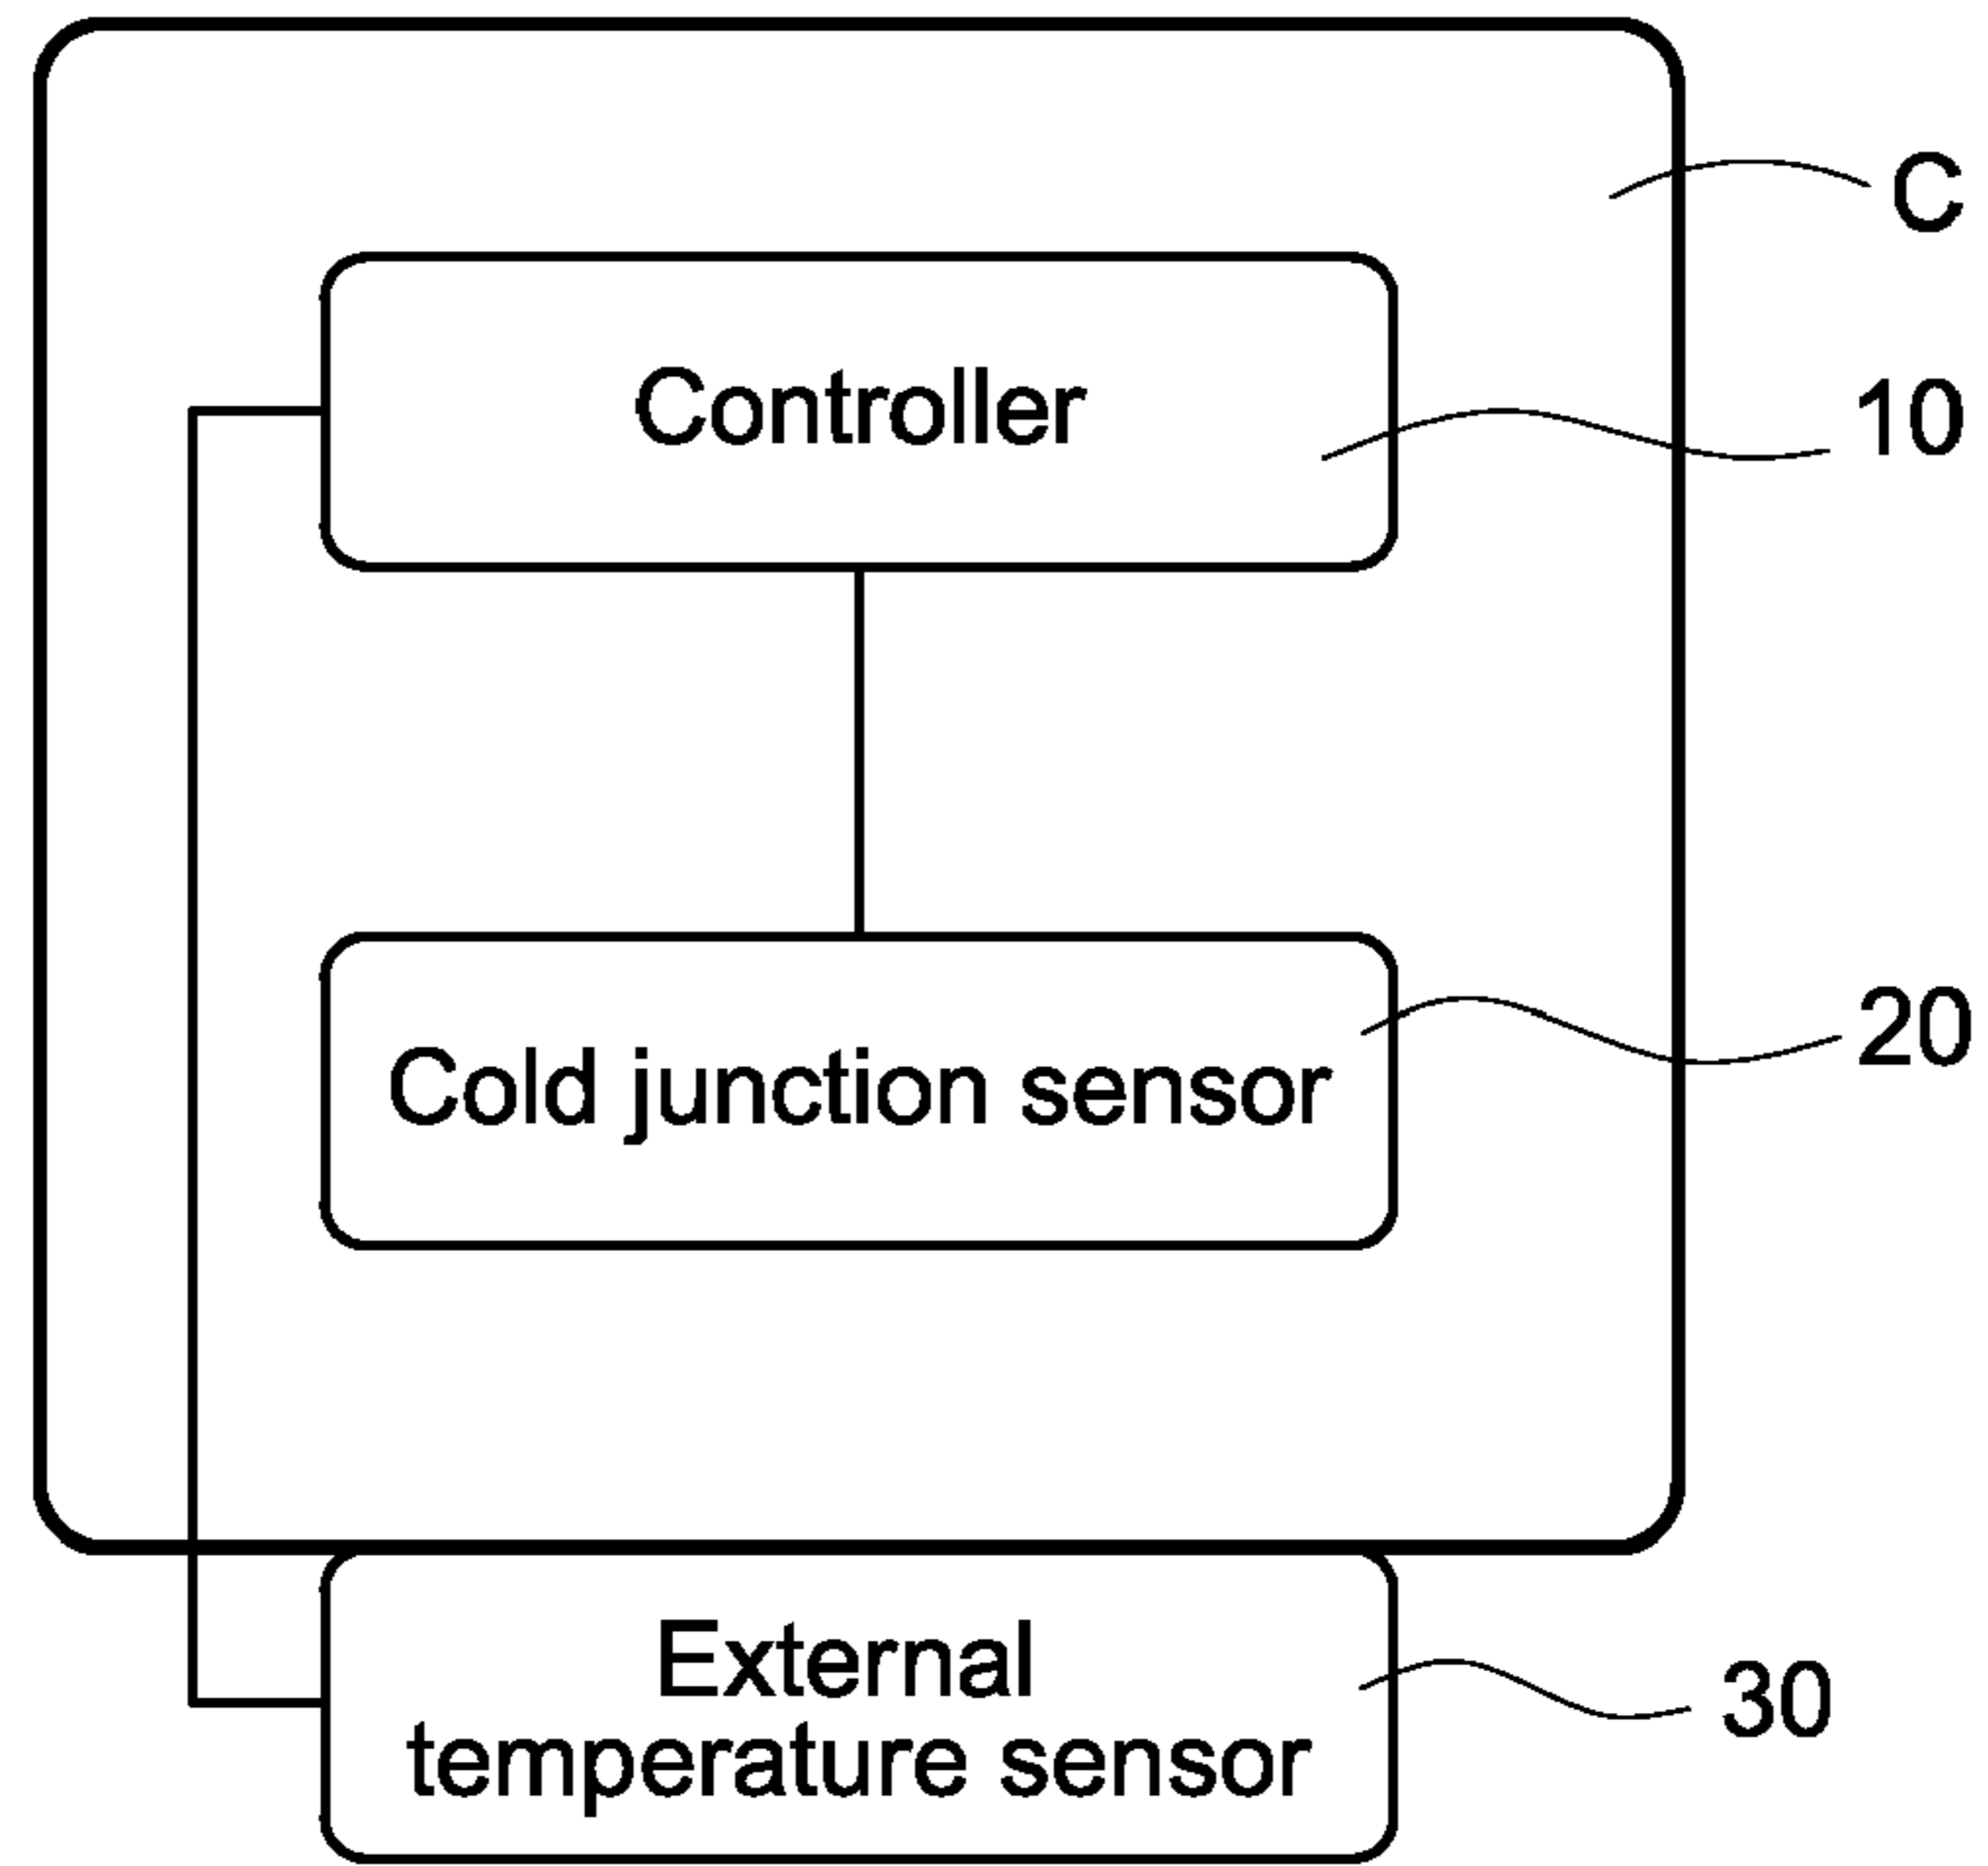 C
Controller
10
Cold junction sensor
20
External
temperature sensor
30